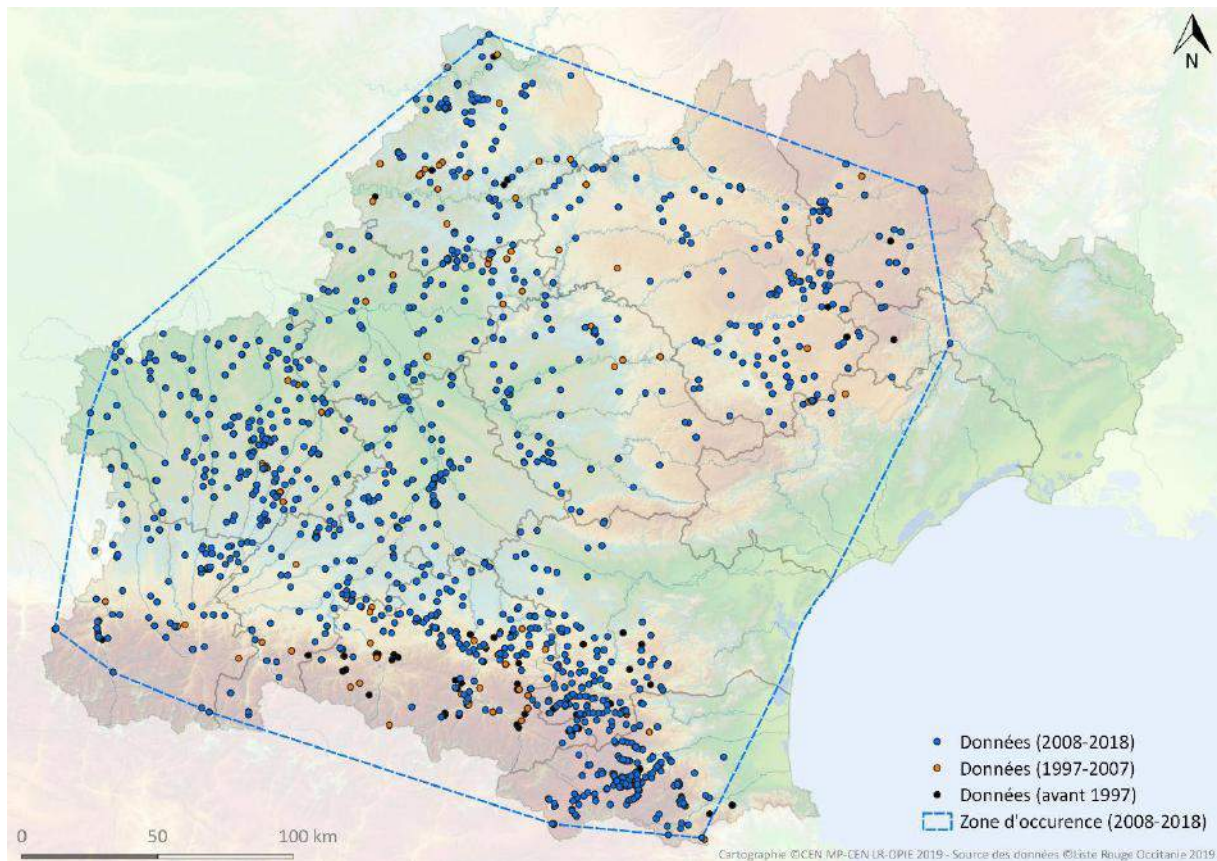 N
Données (2008-2018)
Données (1997-2007)
Données (avant 1997)
Zone d'occurence (2008-2018)
0 50 100 km
Cartographie ©CEN MP-CEN LR-OPIE 2019 - Source des données ©Liste Rouge Occitanie 2019